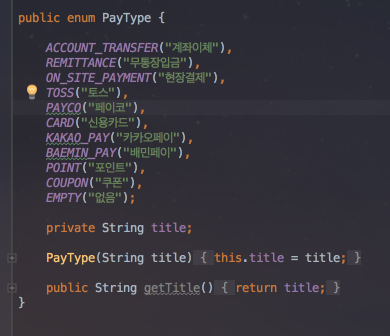 public enum PayType {
ACCOUNT_TRANSFER("계좌이체"),
REMITTANCE("무통장입금"),
ON_SITE_PAYMENT("현장결제"),
TOSS("토스"),
PAYCO("페이코"),
CARD("신용카드"),
KAKAO_PAY("카카오페이"),
BAEMIN_PAY("배민페이"),
POINT("포인트"),
COUPON("쿠폰"),
EMPTY("없음");
private String title;
PayType(String title) { this.title = title; }
public String getTitle() { return title; }
}